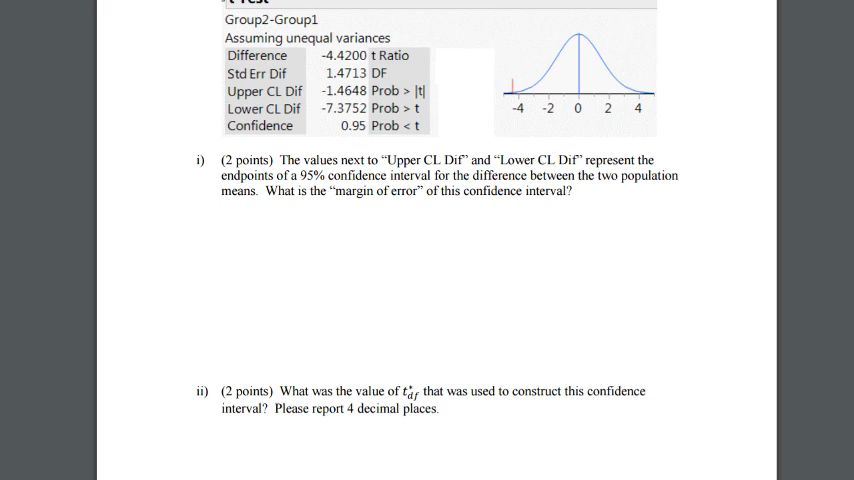 t Test
Group2-Group1
Assuming unequal variances
Difference -4.4200 t Ratio
Std Err Dif 1.4713 DF
Upper CL Dif -1.4648 Prob > |t|
Lower CL Dif -7.3752 Prob > t
Confidence 0.95 Prob < t
-4 -2 0 2 4
i) (2 points) The values next to “Upper CL Dif” and “Lower CL Dif” represent the
endpoints of a 95% confidence interval for the difference between the two population
means. What is the “margin of error” of this confidence interval?
ii) (2 points) What was the value of t*df that was used to construct this confidence
interval? Please report 4 decimal places.